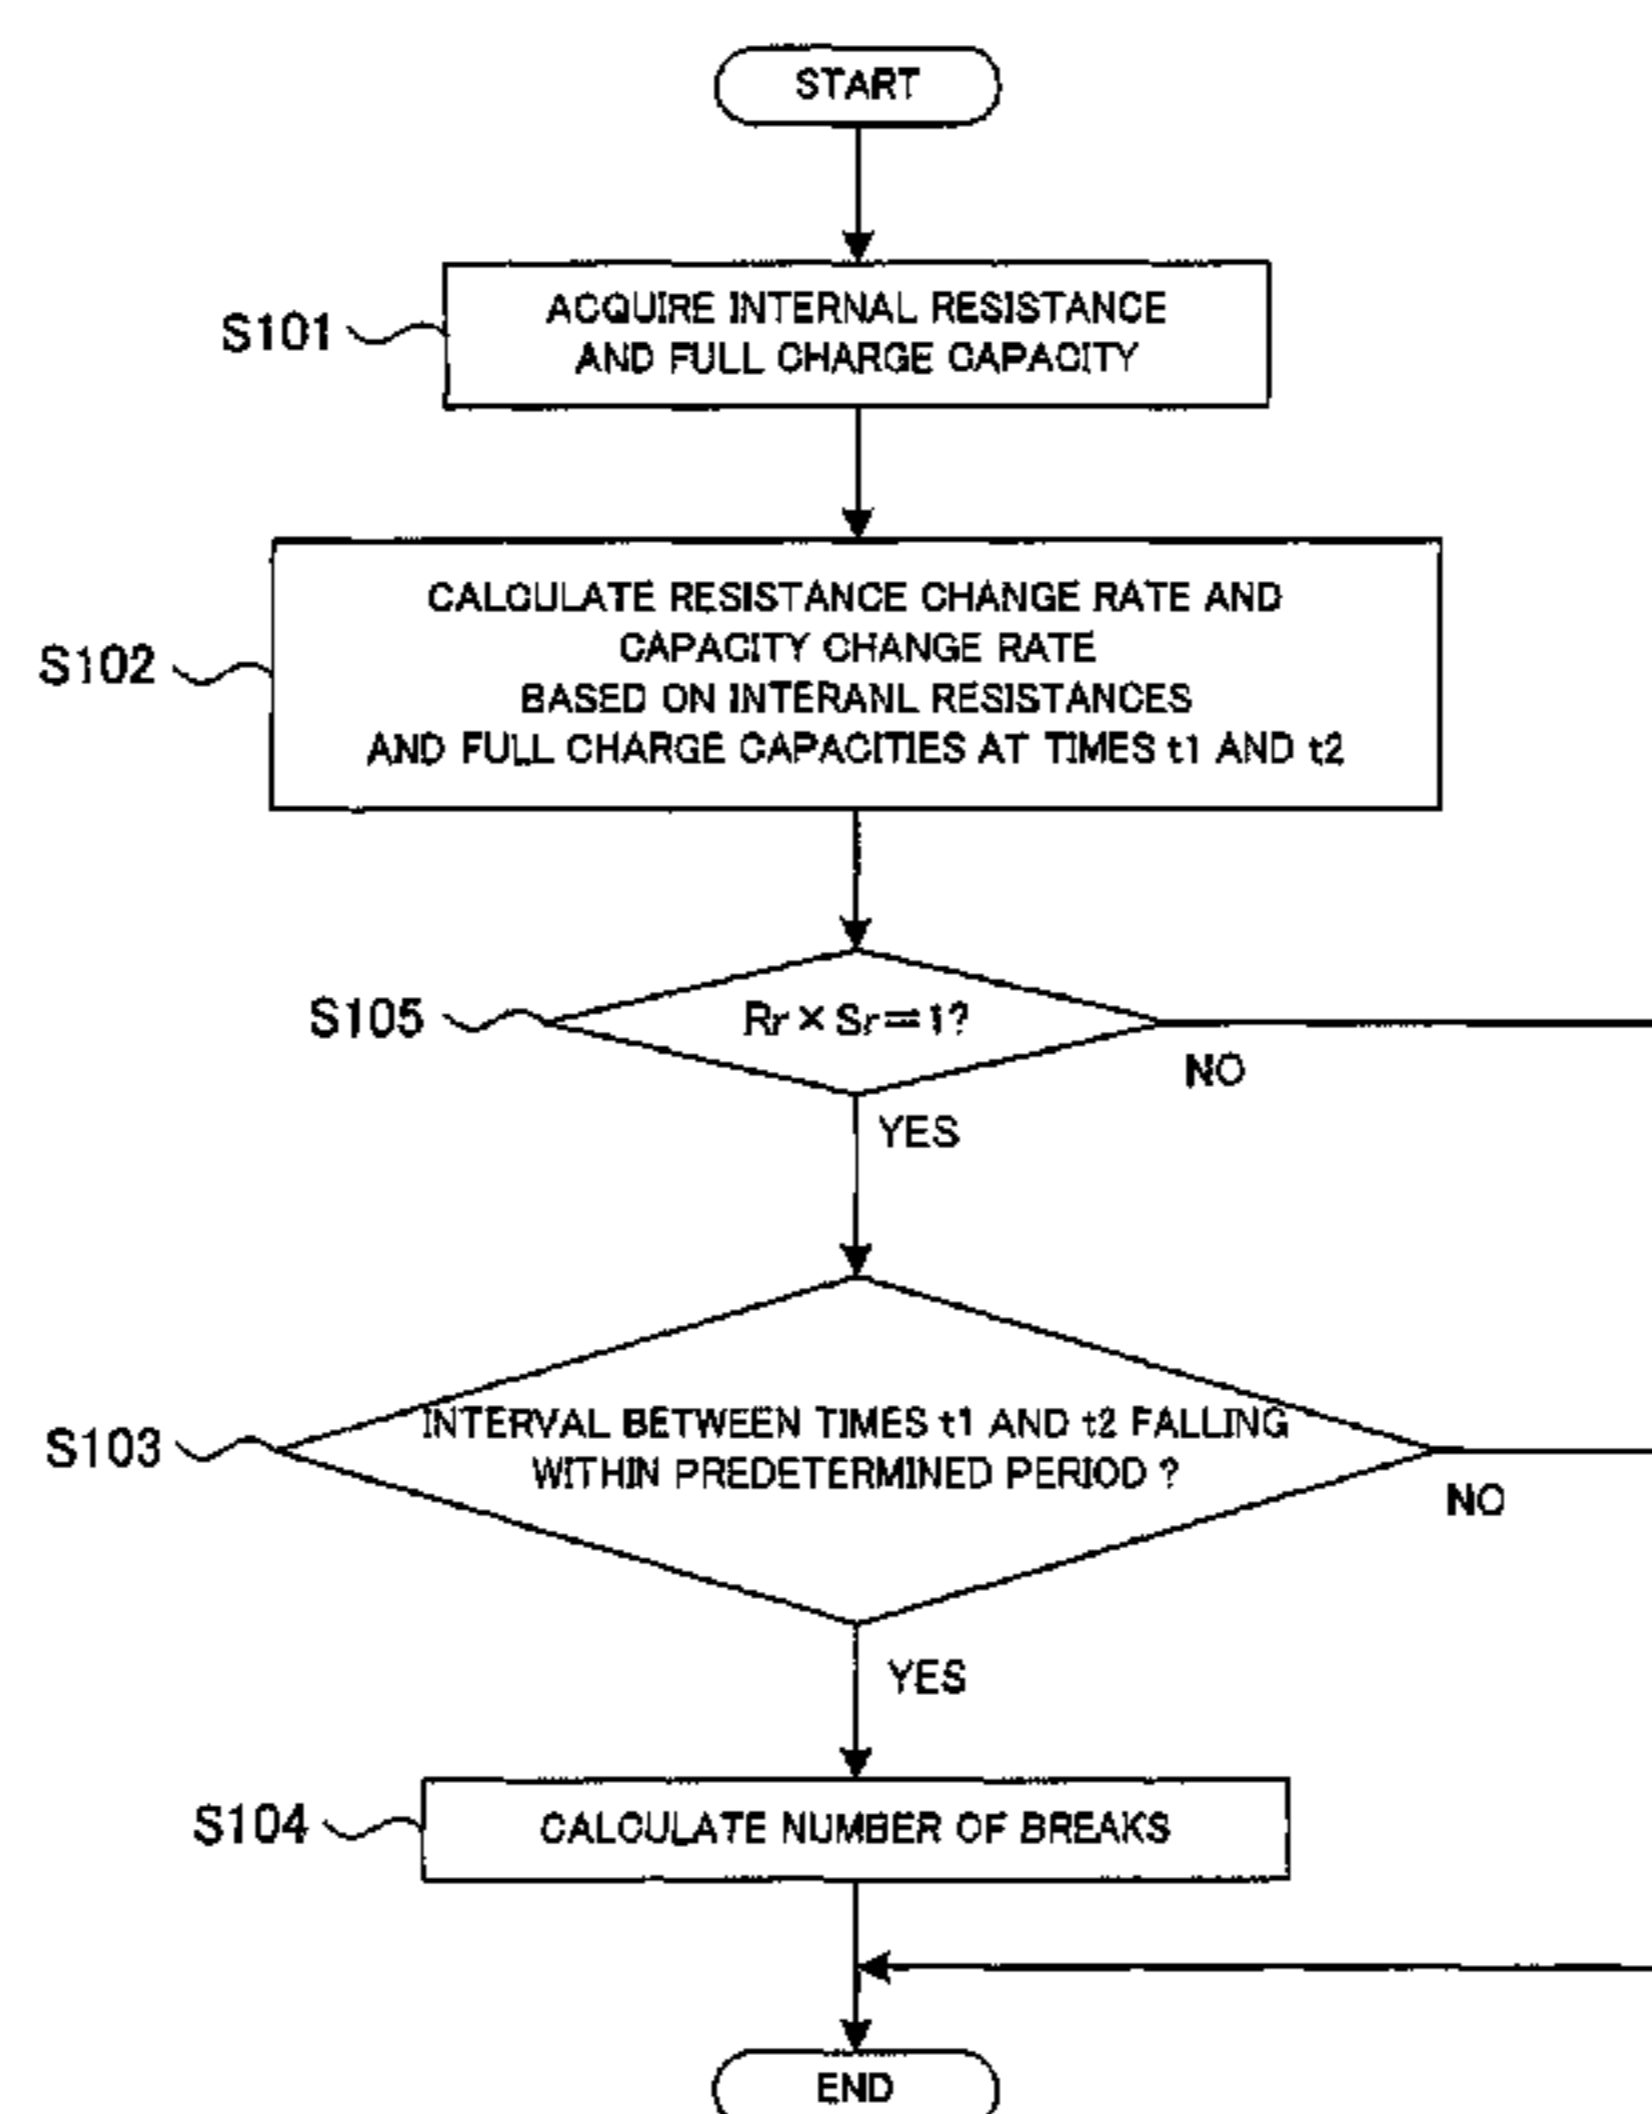 START
S101
ACQUIRE INTERNAL RESISTANCE
AND FULL CHARGE CAPACITY
S102
CALCULATE RESISTANCE CHANGE RATE AND
CAPACITY CHANGE RATE
BASED ON INTERANL RESISTANCES
AND FULL CHARGE CAPACITIES AT TIMES t1 AND t2
S105
Rr×Sr=1?
NO
YES
S103
INTERVAL BETWEEN TIMES t1 AND t2 FALLING
WITHIN PREDETERMINED PERIOD ?
NO
YES
S104
CALCULATE NUMBER OF BREAKS
END